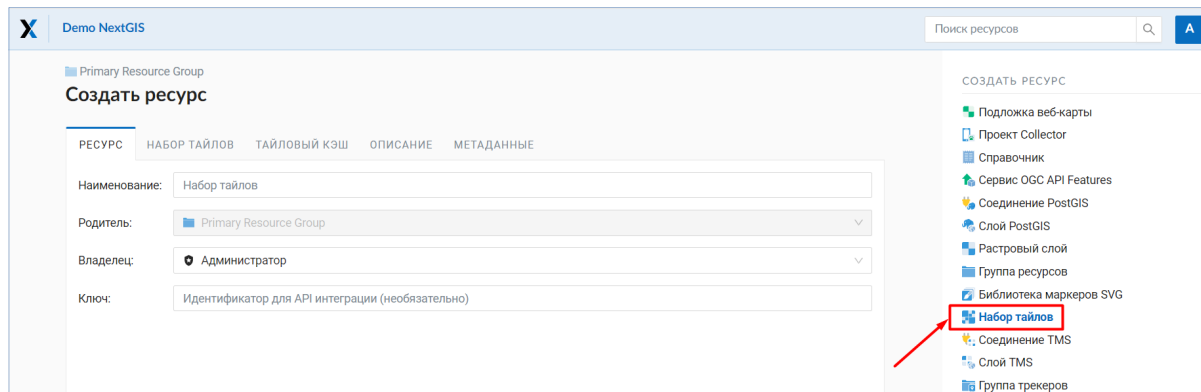 Demo NextGIS
Поиск ресурсов
A
Primary Resource Group
Создать ресурс
РЕСУРС НАБОР ТАЙЛОВ ТАЙЛОВЫЙ КЭШ ОПИСАНИЕ МЕТАДАННЫЕ
Наименование: Набор тайлов
Родитель: Primary Resource Group
Владелец: Администратор
Ключ: Идентификатор для API интеграции (необязательно)
СОЗДАТЬ РЕСУРС
Подложка веб-карты
Проект Collector
Справочник
Сервис OGC API Features
Соединение PostGIS
Слой PostGIS
Растровый слой
Группа ресурсов
Библиотека маркеров SVG
Набор тайлов
Соединение TMS
Слой TMS
Группа трекеров